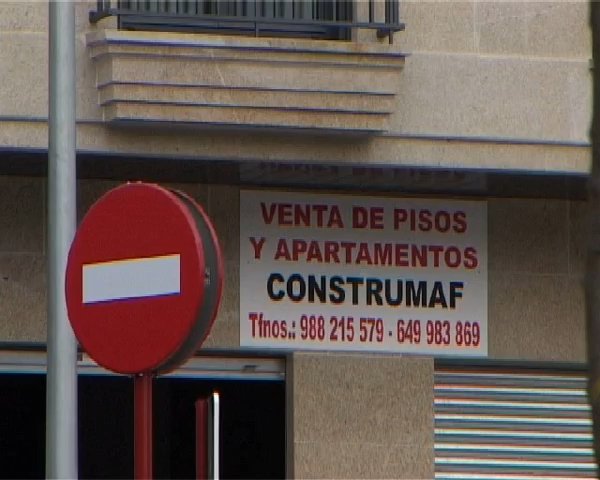 VENTA DE PISOS
Y APARTAMENTOS
CONSTRUMAF
Tfnos.: 988 215 579 - 649 983 869